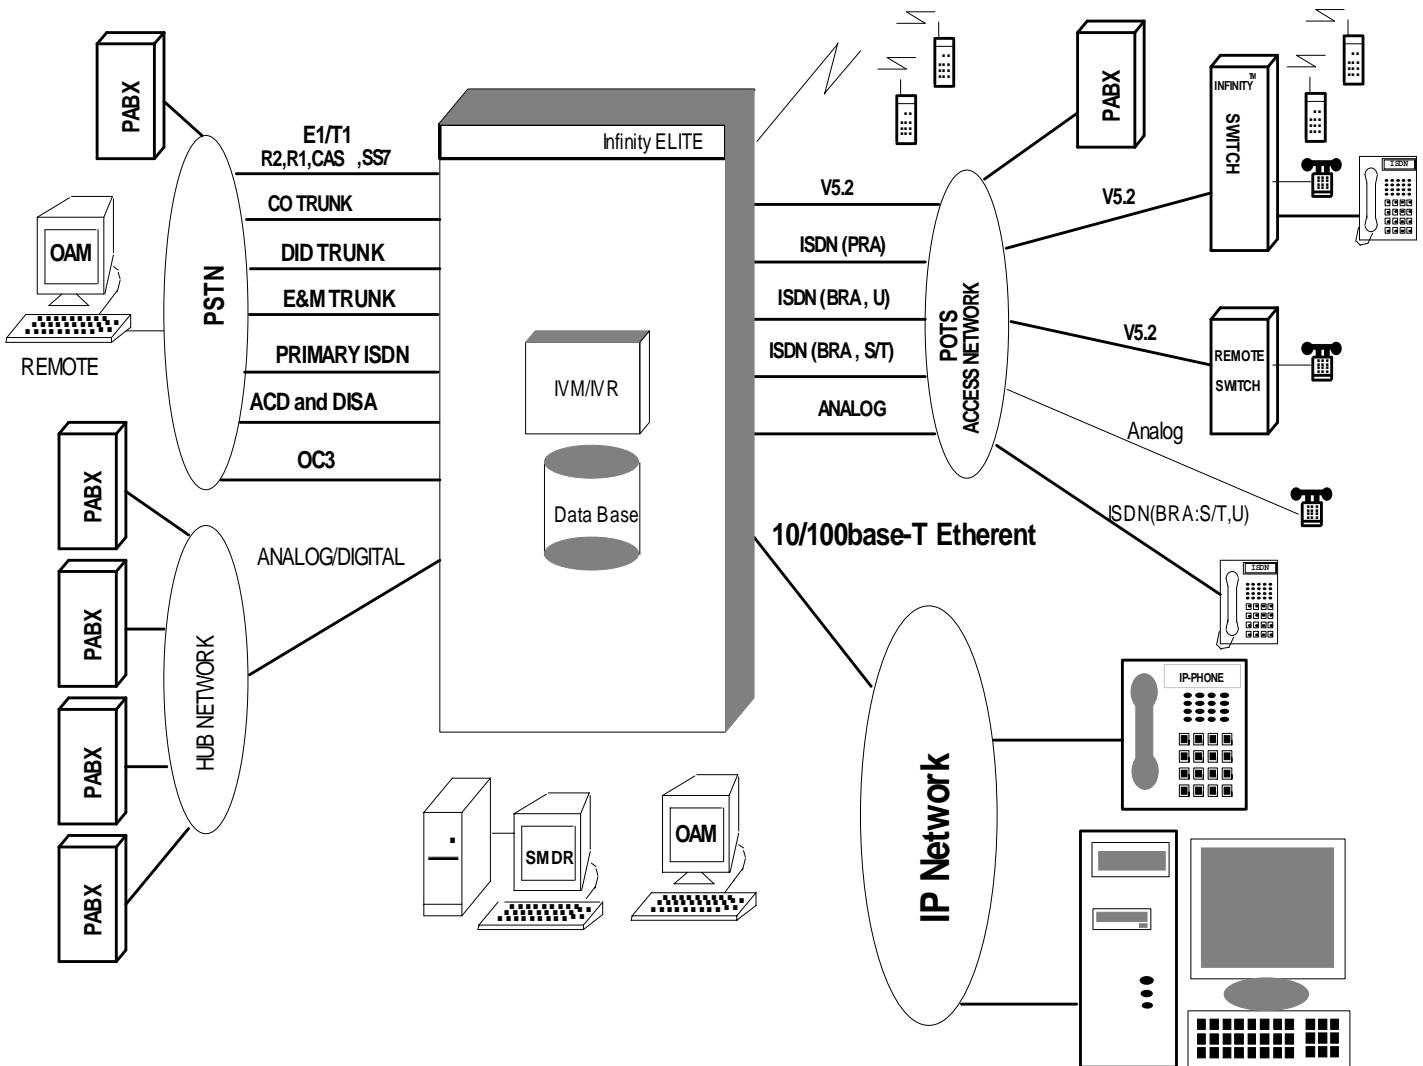 PABX
E1/T1
R2,R1,CAS ,SS7
CO TRUNK
DID TRUNK
E&M TRUNK
PRIMARY ISDN
ACD and DISA
OC3
PSTN
OAM
REMOTE
PABX
PABX
PABX
PABX
HUB NETWORK
ANALOG/DIGITAL
Infinity ELITE
IVM/IVR
Data Base
SMDR
OAM
V5.2
ISDN (PRA)
ISDN (BRA , U)
ISDN (BRA , S/T)
ANALOG
10/100base-T Etherent
POTS
ACCESS NETWORK
PABX
V5.2
INFINITY™
SWITCH
ISDN
V5.2
REMOTE
SWITCH
Analog
ISDN(BRA:S/T,U)
ISDN
IP Network
IP-PHONE